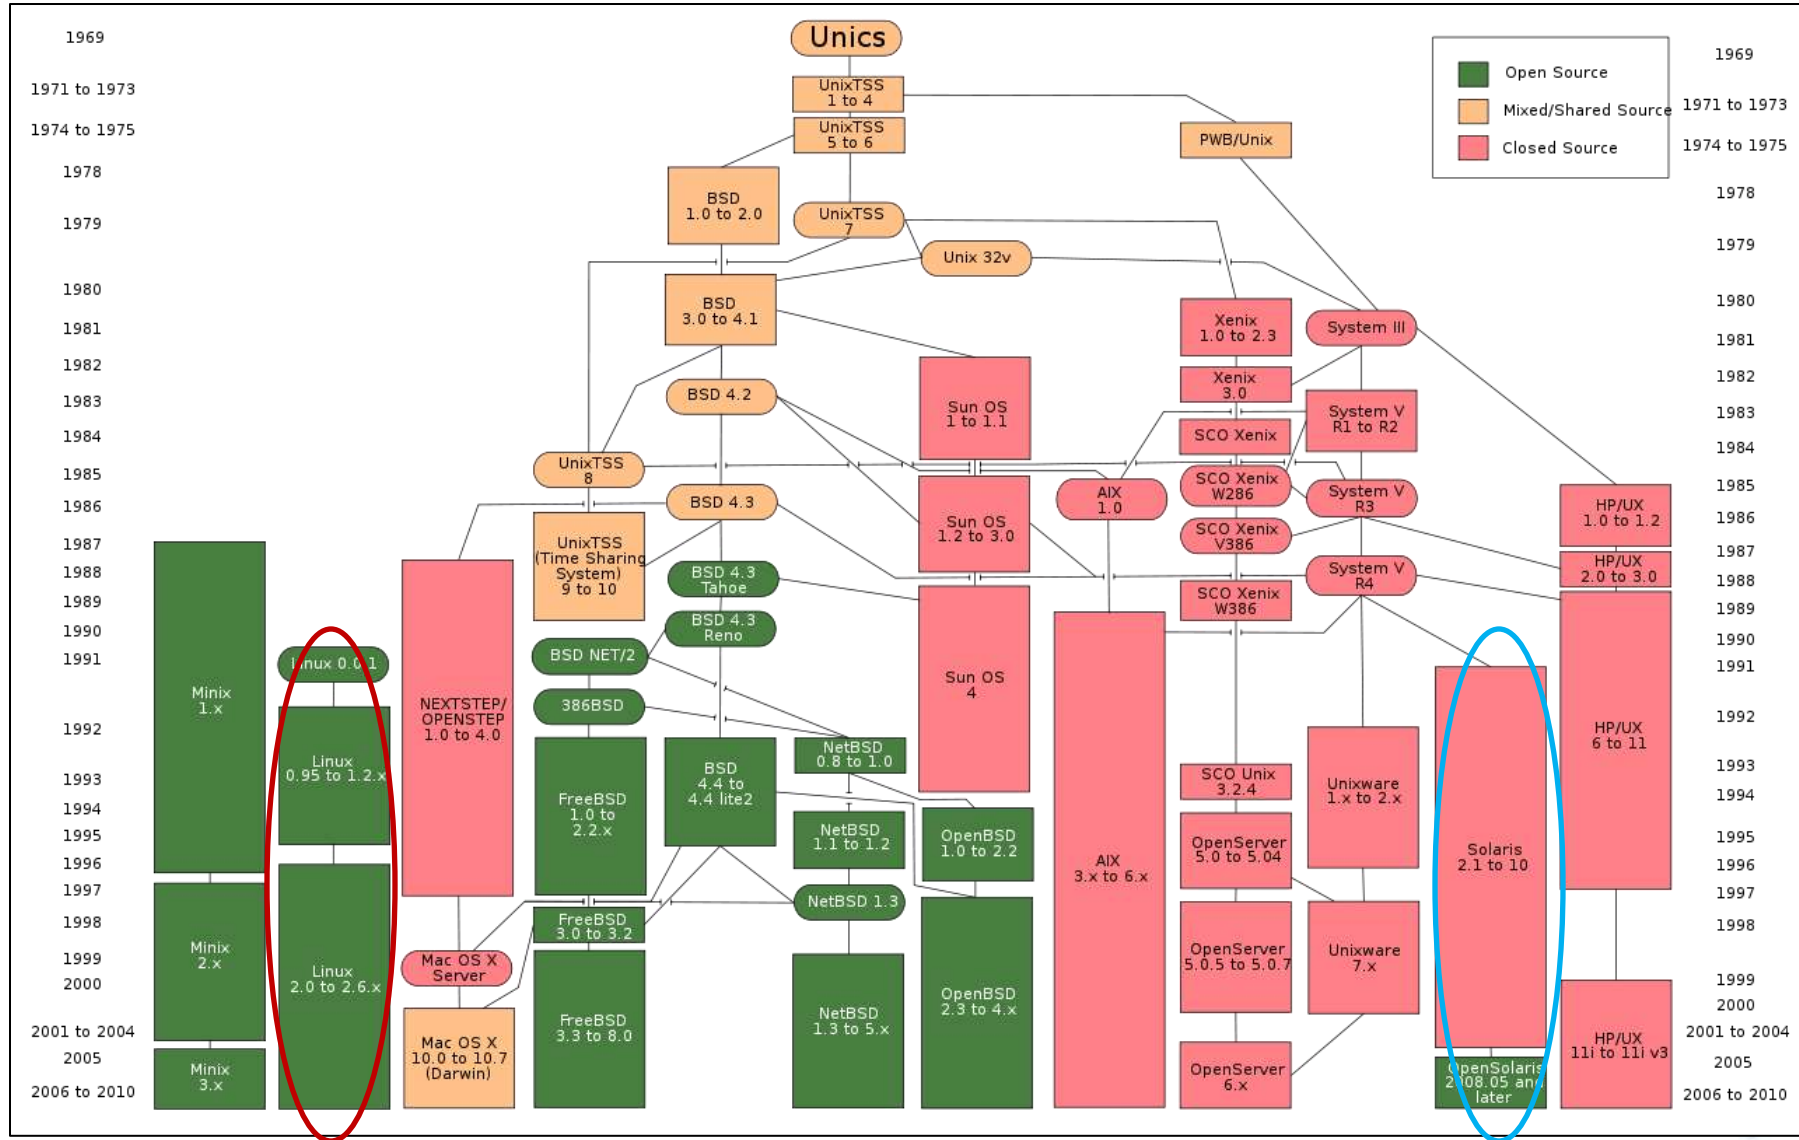 Unics
1969
1971 to 1973
1974 to 1975
1978
1979
1980
1981
1982
1983
1984
1985
1986
1987
1988
1989
1990
1991
1992
1993
1994
1995
1996
1997
1998
1999
2000
2001 to 2004
2005
2006 to 2010
UnixTSS
1 to 4
UnixTSS
5 to 6
PWB/Unix
Open Source
Mixed/Shared Source
Closed Source
BSD
1.0 to 2.0
UnixTSS
7
Unix 32v
BSD
3.0 to 4.1
Xenix
1.0 to 2.3
System III
Xenix
3.0
BSD 4.2
Sun OS
1 to 1.1
System V
R1 to R2
SCO Xenix
UnixTSS
8
SCO Xenix
W286
System V
R3
AIX
1.0
BSD 4.3
HP/UX
1.0 to 1.2
Sun OS
1.2 to 3.0
SCO Xenix
V386
UnixTSS
(Time Sharing
System)
9 to 10
HP/UX
2.0 to 3.0
BSD 4.3
Tahoe
System V
R4
SCO Xenix
W386
BSD 4.3
Reno
BSD NET/2
Linux 0.0.1
Minix
1.x
NEXTSTEP/
OPENSTEP
1.0 to 4.0
386BSD
Sun OS
4
HP/UX
6 to 11
Linux
0.95 to 1.2.x
NetBSD
0.8 to 1.0
BSD
4.4 to
4.4 lite2
FreeBSD
1.0 to
2.2.x
SCO Unix
3.2.4
Unixware
1.x to 2.x
NetBSD
1.1 to 1.2
OpenBSD
1.0 to 2.2
AIX
3.x to 6.x
OpenServer
5.0 to 5.04
Solaris
2.1 to 10
NetBSD 1.3
FreeBSD
3.0 to 3.2
Minix
2.x
Linux
2.0 to 2.6.x
Mac OS X
Server
OpenServer
5.0.5 to 5.0.7
Unixware
7.x
FreeBSD
3.3 to 8.0
NetBSD
1.3 to 5.x
OpenBSD
2.3 to 4.x
Mac OS X
10.0 to 10.7
(Darwin)
Minix
3.x
OpenServer
6.x
OpenSolaris
2008.05 and
later
HP/UX
11i to 11i v3
1969
1971 to 1973
1974 to 1975
1978
1979
1980
1981
1982
1983
1984
1985
1986
1987
1988
1989
1990
1991
1992
1993
1994
1995
1996
1997
1998
1999
2000
2001 to 2004
2005
2006 to 2010